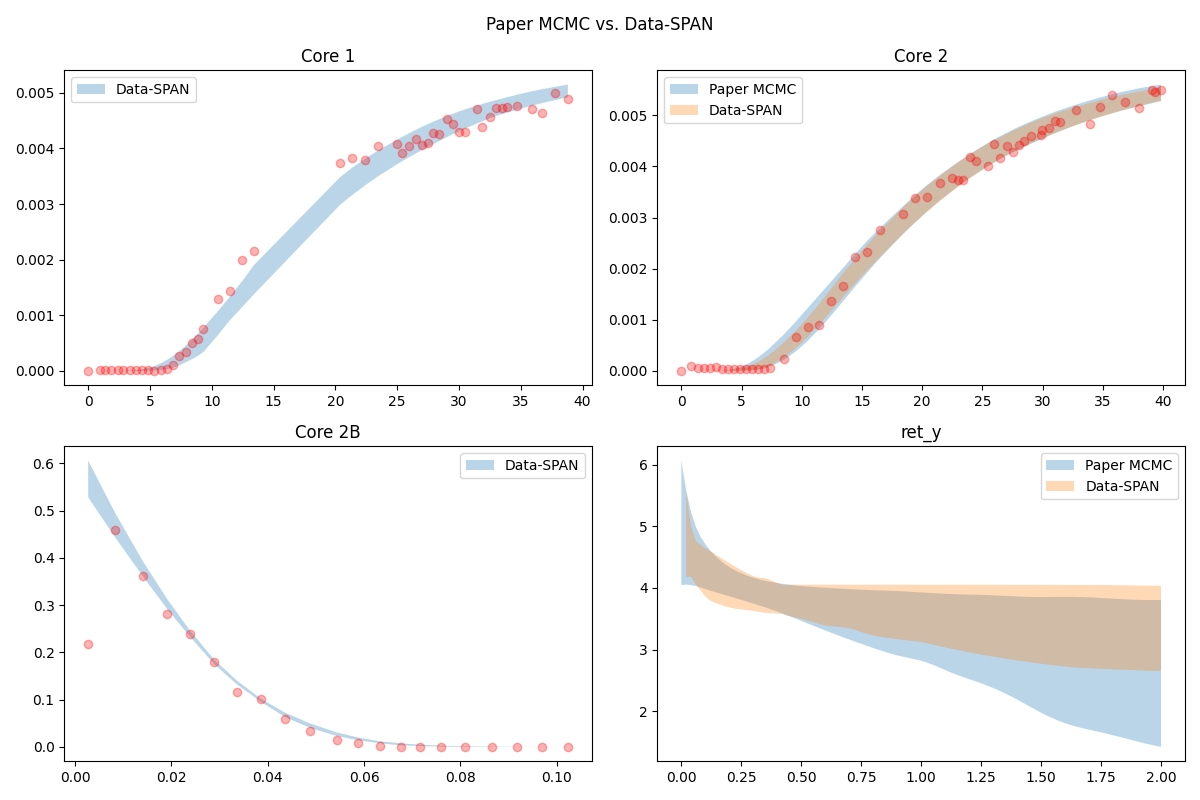 Paper MCMC vs. Data-SPAN
Core 1
Data-SPAN
0.005
0.004
0.003
0.002
0.001
0.000
0 5 10 15 20 25 30 35 40
Core 2
Paper MCMC
Data-SPAN
0.005
0.004
0.003
0.002
0.001
0.000
0 5 10 15 20 25 30 35 40
Core 2B
Data-SPAN
0.6
0.5
0.4
0.3
0.2
0.1
0.0
0.00 0.02 0.04 0.06 0.08 0.10
ret_y
Paper MCMC
Data-SPAN
6
5
4
3
2
0.00 0.25 0.50 0.75 1.00 1.25 1.50 1.75 2.00